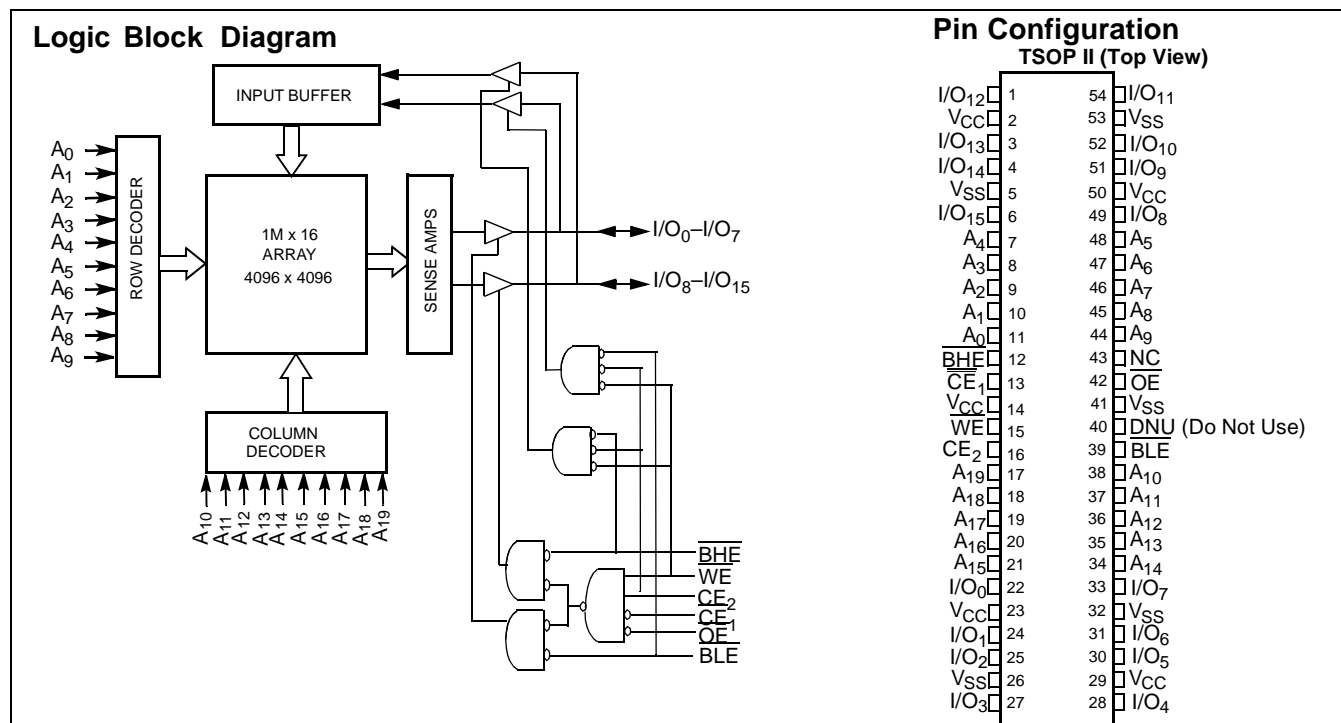 Logic Block Diagram
INPUT BUFFER
A0
A1
A2
A3
A4
A5
A6
A7
A8
A9
ROW DECODER
1M x 16
ARRAY
4096 x 4096
SENSE AMPS
I/O0–I/O7
I/O8–I/O15
COLUMN
DECODER
A10
A11
A12
A13
A14
A15
A16
A17
A18
A19
BHE
WE
CE2
CE1
OE
BLE
Pin Configuration
TSOP II (Top View)
I/O12 1 54 I/O11
VCC 2 53 VSS
I/O13 3 52 I/O10
I/O14 4 51 I/O9
VSS 5 50 VCC
I/O15 6 49 I/O8
A4 7 48 A5
A3 8 47 A6
A2 9 46 A7
A1 10 45 A8
A0 11 44 A9
BHE 12 43 NC
CE1 13 42 OE
VCC 14 41 VSS
WE 15 40 DNU (Do Not Use)
CE2 16 39 BLE
A19 17 38 A10
A18 18 37 A11
A17 19 36 A12
A16 20 35 A13
A15 21 34 A14
I/O0 22 33 I/O7
VCC 23 32 VSS
I/O1 24 31 I/O6
I/O2 25 30 I/O5
VSS 26 29 VCC
I/O3 27 28 I/O4